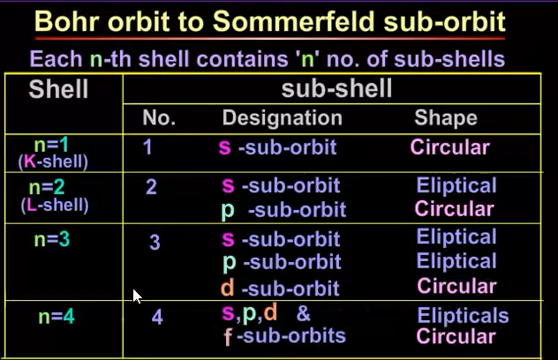 Bohr orbit to Sommerfeld sub-orbit
Each n-th shell contains 'n' no. of sub-shells
Shell sub-shell
No. Designation Shape
n=1 1 s -sub-orbit Circular
(K-shell)
n=2 2 s -sub-orbit Eliptical
(L-shell) p -sub-orbit Circular
n=3 3 s -sub-orbit Eliptical
p -sub-orbit Eliptical
d -sub-orbit Circular
n=4 4 s,p,d & Elipticals
f -sub-orbits Circular